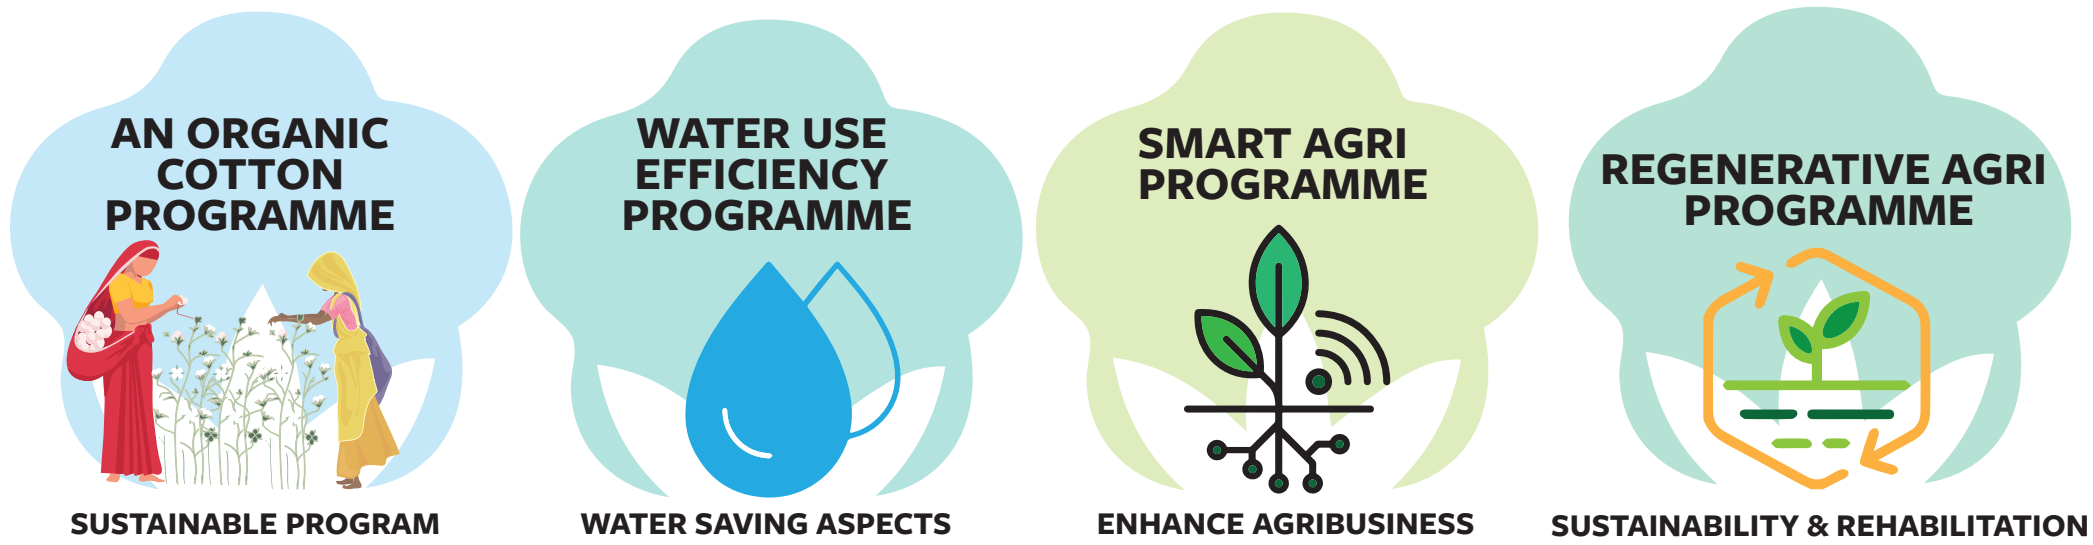 AN ORGANIC
COTTON
PROGRAMME
SUSTAINABLE PROGRAM
WATER USE
EFFICIENCY
PROGRAMME
WATER SAVING ASPECTS
SMART AGRI
PROGRAMME
ENHANCE AGRIBUSINESS
REGENERATIVE AGRI
PROGRAMME
SUSTAINABILITY & REHABILITATION